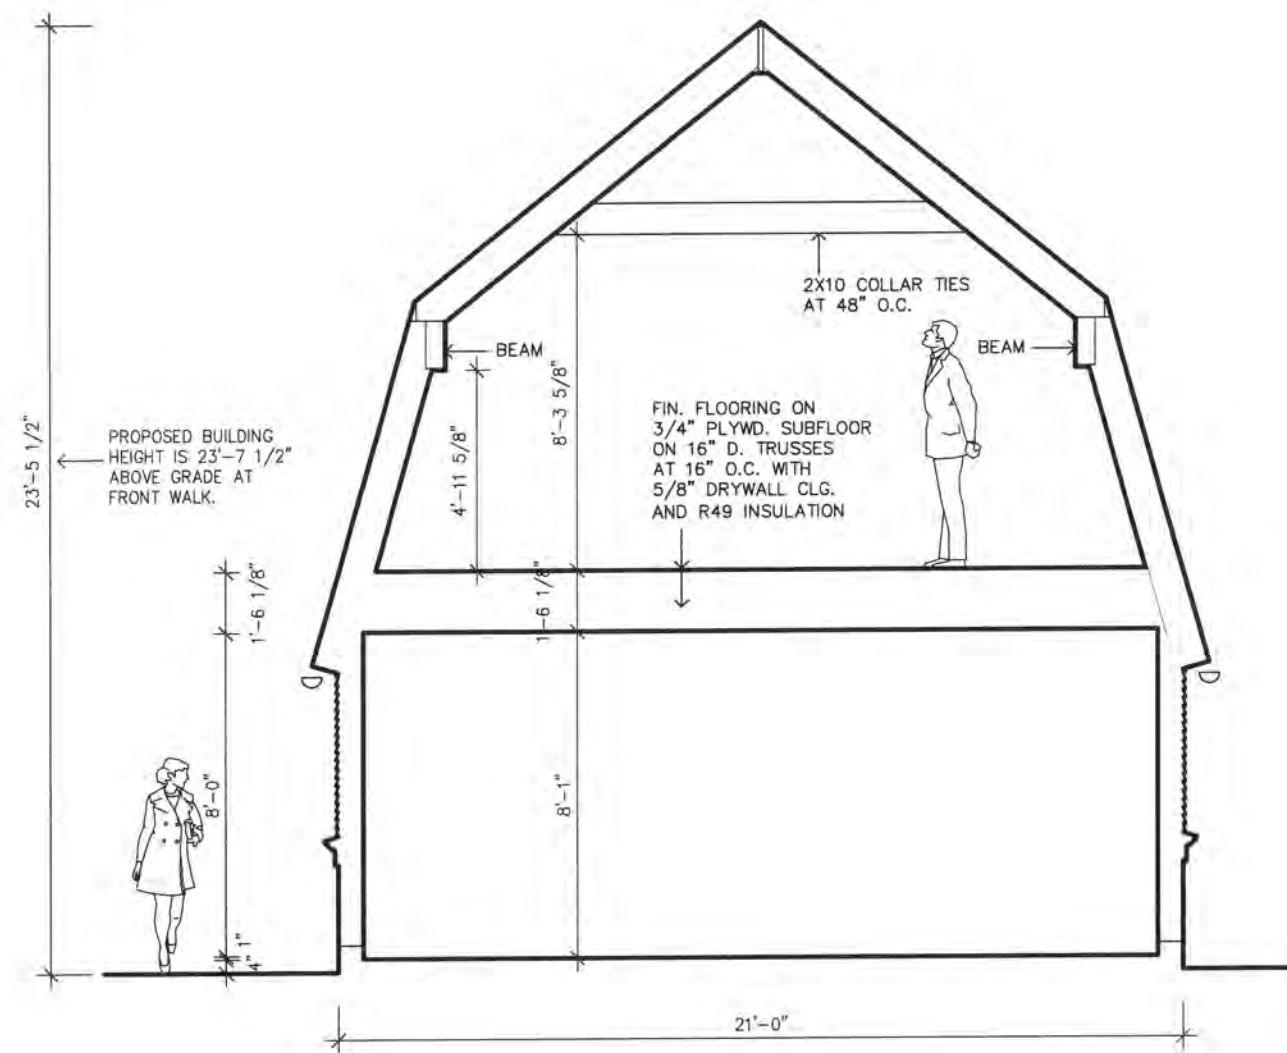 2X10 COLLAR TIES
AT 48" O.C.
BEAM
BEAM
8'-3 5/8"
4'-11 5/8"
FIN. FLOORING ON
3/4" PLYWD. SUBFLOOR
ON 16" D. TRUSSES
AT 16" O.C. WITH
5/8" DRYWALL CLG.
AND R49 INSULATION
23'-5 1/2"
PROPOSED BUILDING
HEIGHT IS 23'-7 1/2"
ABOVE GRADE AT
FRONT WALK.
1'-6 1/8"
1'-6 1/8"
8'-0"
8'-1"
1"
4"
21'-0"